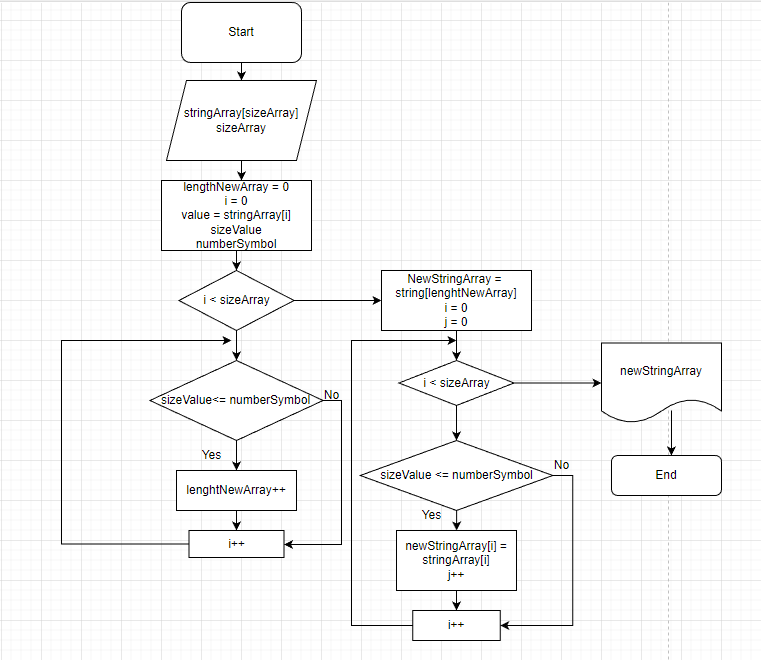 Start
stringArray[sizeArray]
sizeArray
lengthNewArray = 0
i = 0
value = stringArray[i]
sizeValue
numberSymbol
i < sizeArray
sizeValue<= numberSymbol
No
Yes
lenghtNewArray++
i++
NewStringArray =
string[lenghtNewArray]
i = 0
j = 0
i < sizeArray
sizeValue <= numberSymbol
No
Yes
newStringArray[i] =
stringArray[i]
j++
i++
newStringArray
End